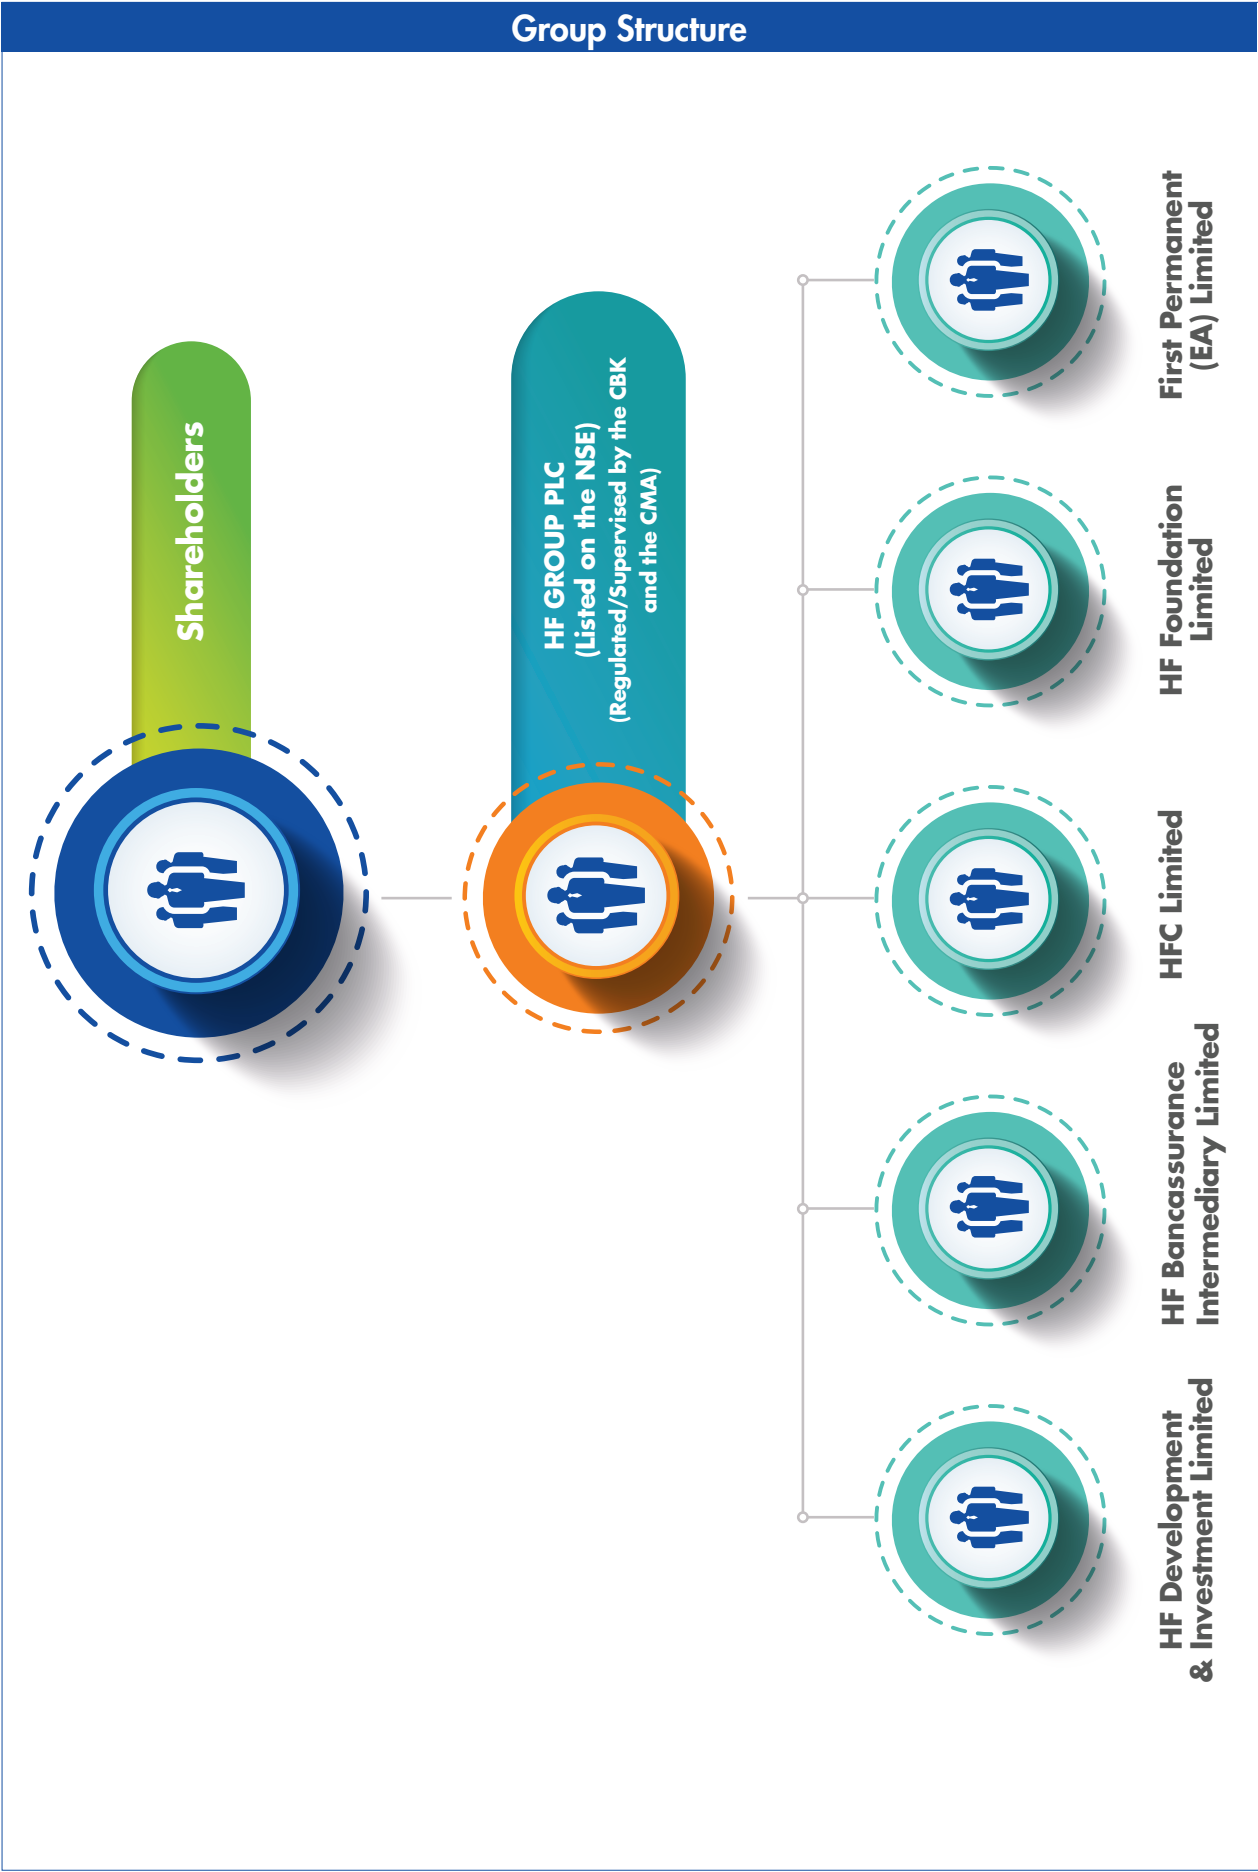 Group Structure
Shareholders
HF GROUP PLC
(Listed on the NSE)
(Regulated/Supervised by the CBK
and the CMA)
HF Development
& Investment Limited
HF Bancassurance
Intermediary Limited
HFC Limited
HF Foundation
Limited
First Permanent
(EA) Limited